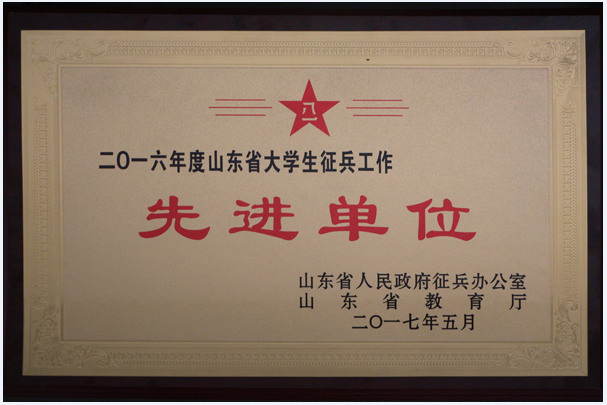 八一
二〇一六年度山东省大学生征兵工作
先进单位
山东省人民政府征兵办公室
山东省教育厅
二〇一七年五月